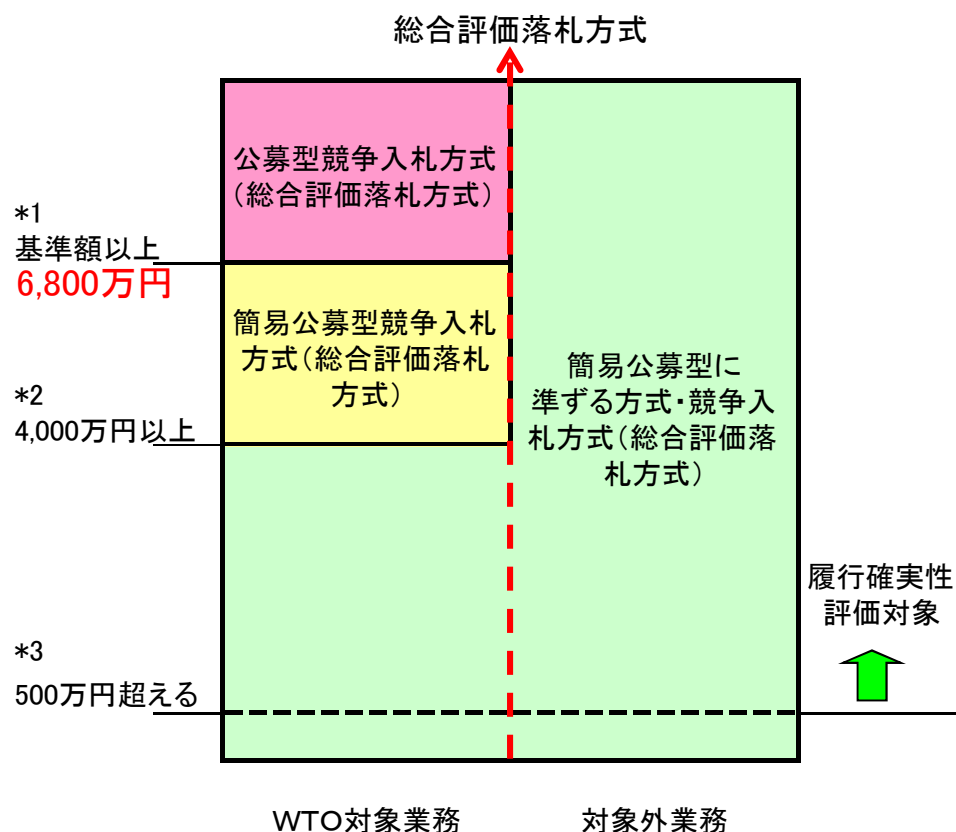 総合評価落札方式
公募型競争入札方式
(総合評価落札方式)
*1
基準額以上
6,800万円
簡易公募型競争入札
方式(総合評価落札
方式)
*2
4,000万円以上
簡易公募型に
準ずる方式・競争入
札方式(総合評価落
札方式)
履行確実性
評価対象
*3
500万円超える
WTO対象業務
対象外業務